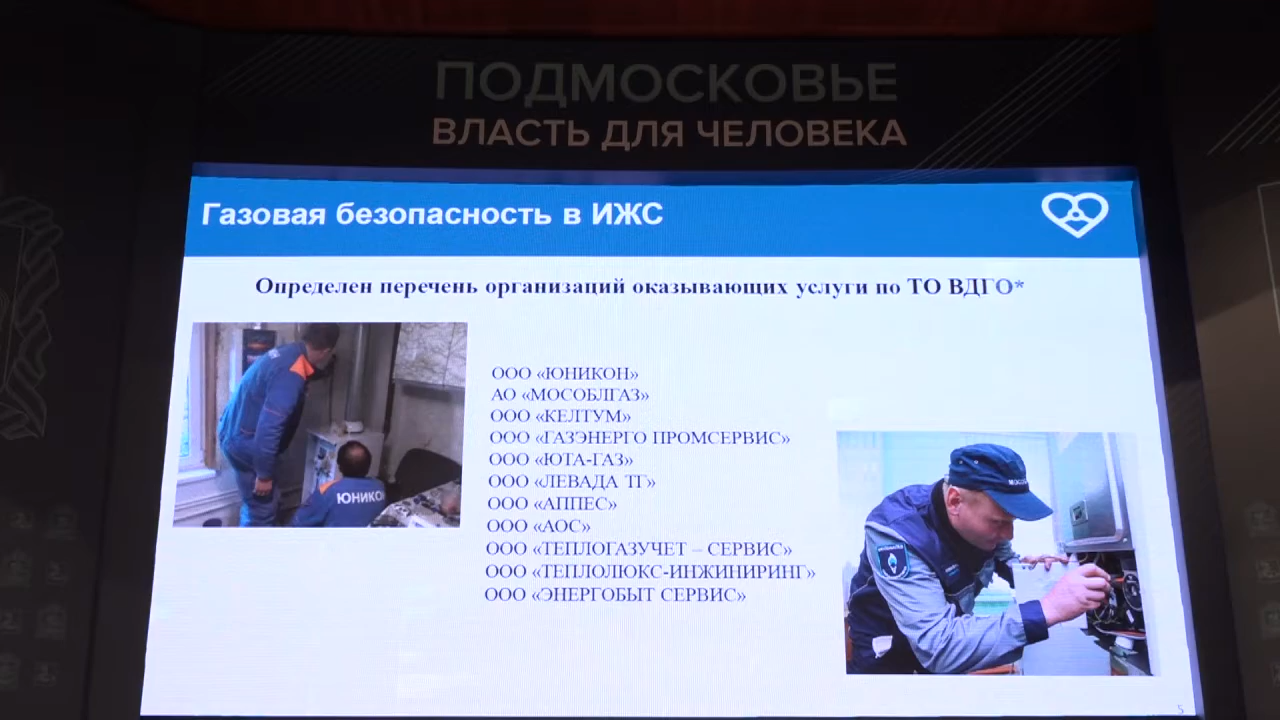 ПОДМОСКОВЬЕ
ВЛАСТЬ ДЛЯ ЧЕЛОВЕКА
Газовая безопасность в ИЖС
Определен перечень организаций оказывающих услуги по ТО ВДГО*
ООО «ЮНИКОН»
АО «МОСОБЛГАЗ»
ООО «КЕЛТУМ»
ООО «ГАЗЭНЕРГО ПРОМСЕРВИС»
ООО «ЮТА-ГАЗ»
ООО «ЛЕВАДА ТГ»
ООО «АППЕС»
ООО «АОС»
ООО «ТЕПЛОГАЗУЧЕТ – СЕРВИС»
ООО «ТЕПЛОЛЮКС-ИНЖИНИРИНГ»
ООО «ЭНЕРГОБЫТ СЕРВИС»
ЮНИКОН
5